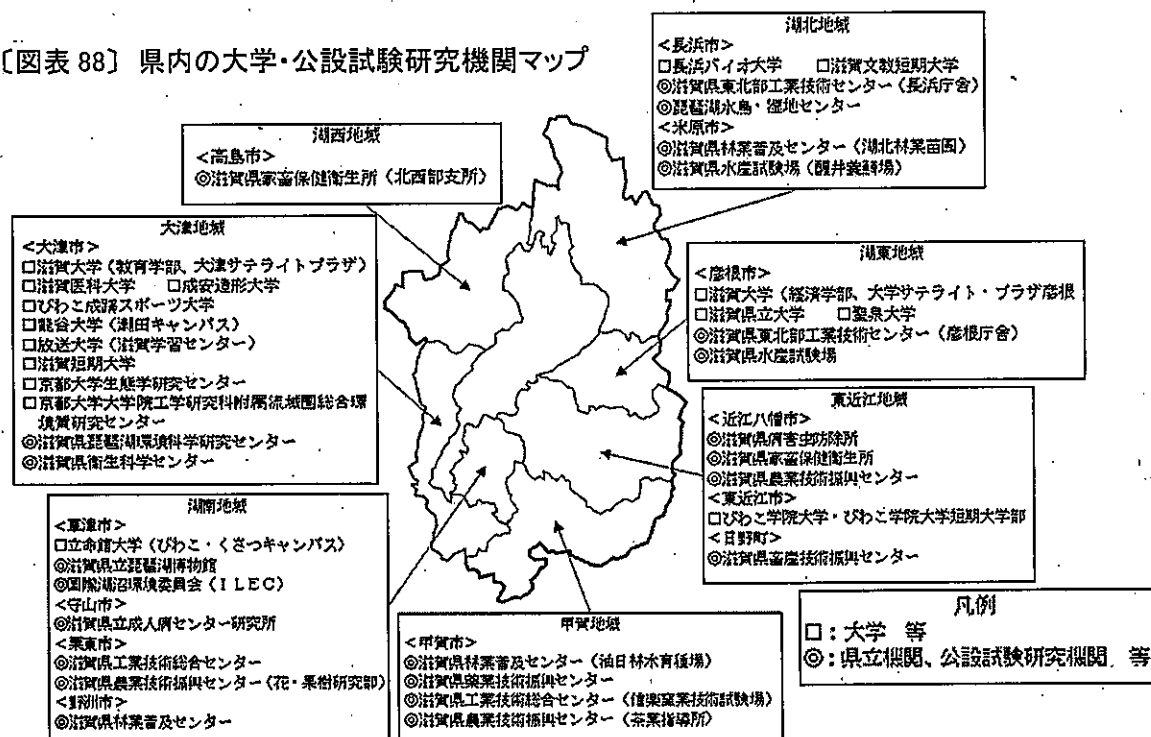 〔図表 88〕 県内の大学・公設試験研究機関マップ
湖北地域
<長浜市>
□長浜バイオ大学 □滋賀文教短期大学
◎滋賀県東北部工業技術センター（長浜庁舎）
◎琵琶湖水鳥・湿地センター
<米原市>
◎滋賀県林業普及センター（湖北林業苗圃）
◎滋賀県水産試験場（醒井養鱒場）
湖西地域
<高島市>
◎滋賀県家畜保健衛生所（北西部支所）
大津地域
<大津市>
□滋賀大学（教育学部、大津サテライトプラザ）
□滋賀医科大学 □成安造形大学
□びわこ成蹊スポーツ大学
□龍谷大学（瀬田キャンパス）
□放送大学（滋賀学習センター）
□滋賀短期大学
□京都大学生態学研究センター
□京都大学大学院工学研究科附属流域圏総合環
境質研究センター
◎滋賀県琵琶湖環境科学研究センター
◎滋賀県衛生科学センター
湖東地域
<彦根市>
□滋賀大学（経済学部、大学サテライト・プラザ彦根
□滋賀県立大学 □聖泉大学
◎滋賀県東北部工業技術センター（彦根庁舎）
◎滋賀県水産試験場
東近江地域
<近江八幡市>
◎滋賀県病害虫防除所
◎滋賀県家畜保健衛生所
◎滋賀県農業技術振興センター
<東近江市>
□びわこ学院大学・びわこ学院大学短期大学部
<日野町>
◎滋賀県畜産技術振興センター
湖南地域
<草津市>
□立命館大学（びわこ・くさつキャンパス）
◎滋賀県立琵琶湖博物館
◎国際湖沼環境委員会（ＩＬＥＣ）
<守山市>
◎滋賀県立成人病センター研究所
<栗東市>
◎滋賀県工業技術総合センター
◎滋賀県農業技術振興センター（花・果樹研究部）
<野洲市>
◎滋賀県林業普及センター
甲賀地域
<甲賀市>
◎滋賀県林業普及センター（油日林木育種場）
◎滋賀県薬業技術振興センター
◎滋賀県工業技術総合センター（信楽窯業技術試験場）
◎滋賀県農業技術振興センター（茶業指導所）
凡例
□：大学 等
◎：県立機関、公設試験研究機関 等